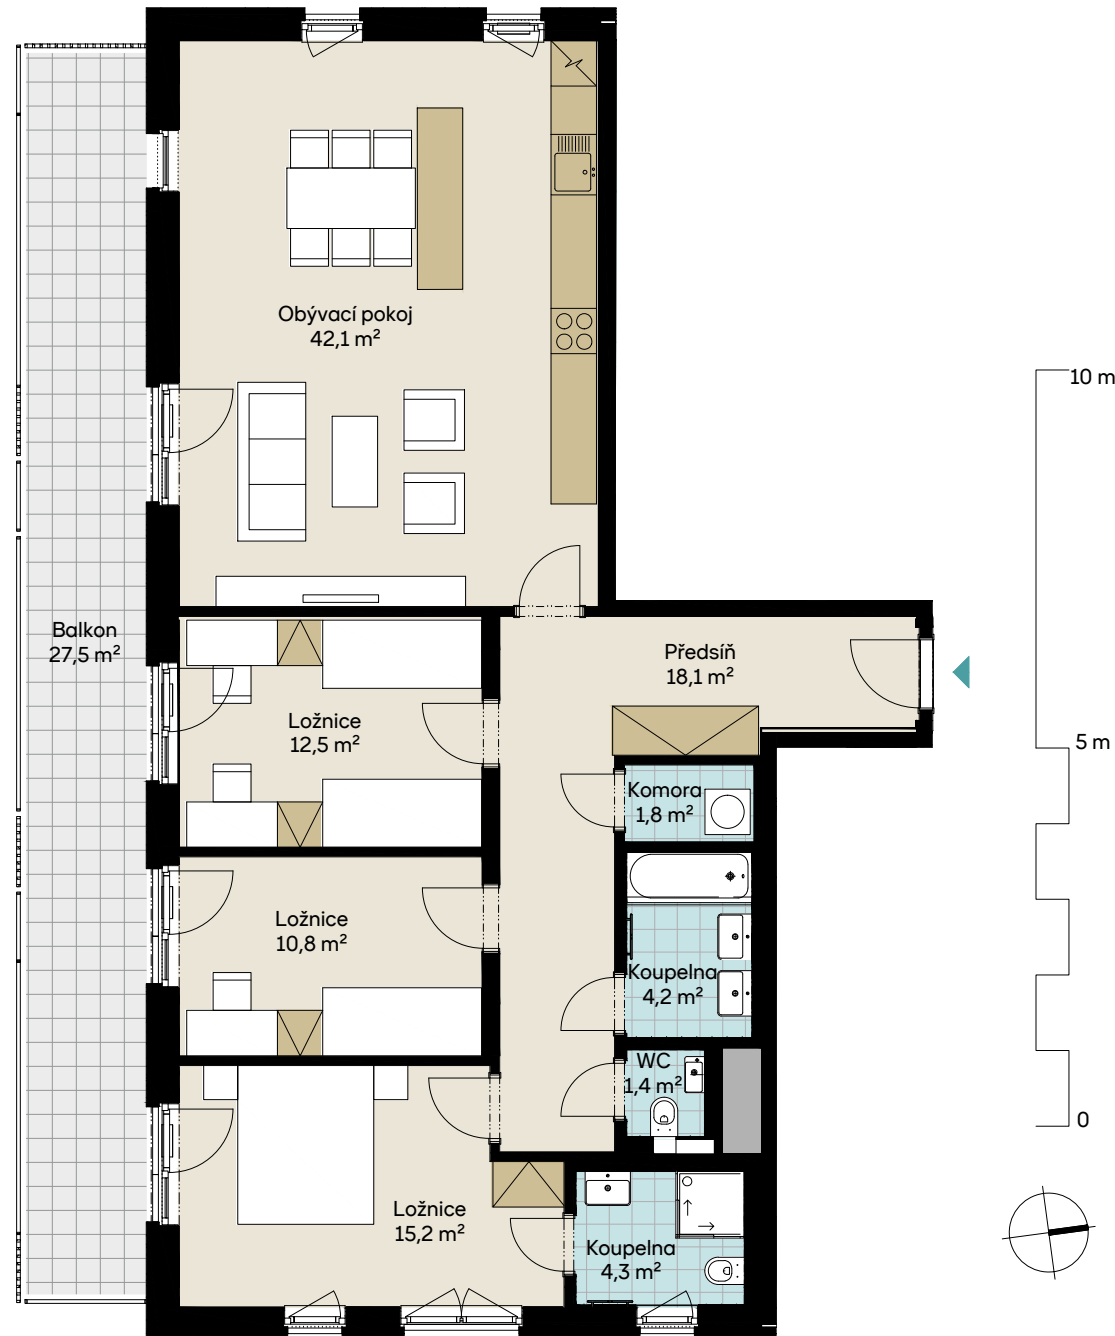 Obývací pokoj
42,1 m²
10 m
Balkon
27,5 m²
Předsíň
18,1 m²
Ložnice
12,5 m²
5 m
Komora
1,8 m²
Ložnice
10,8 m²
Koupelna
4,2 m²
WC
1,4 m²
0
Ložnice
15,2 m²
Koupelna
4,3 m²